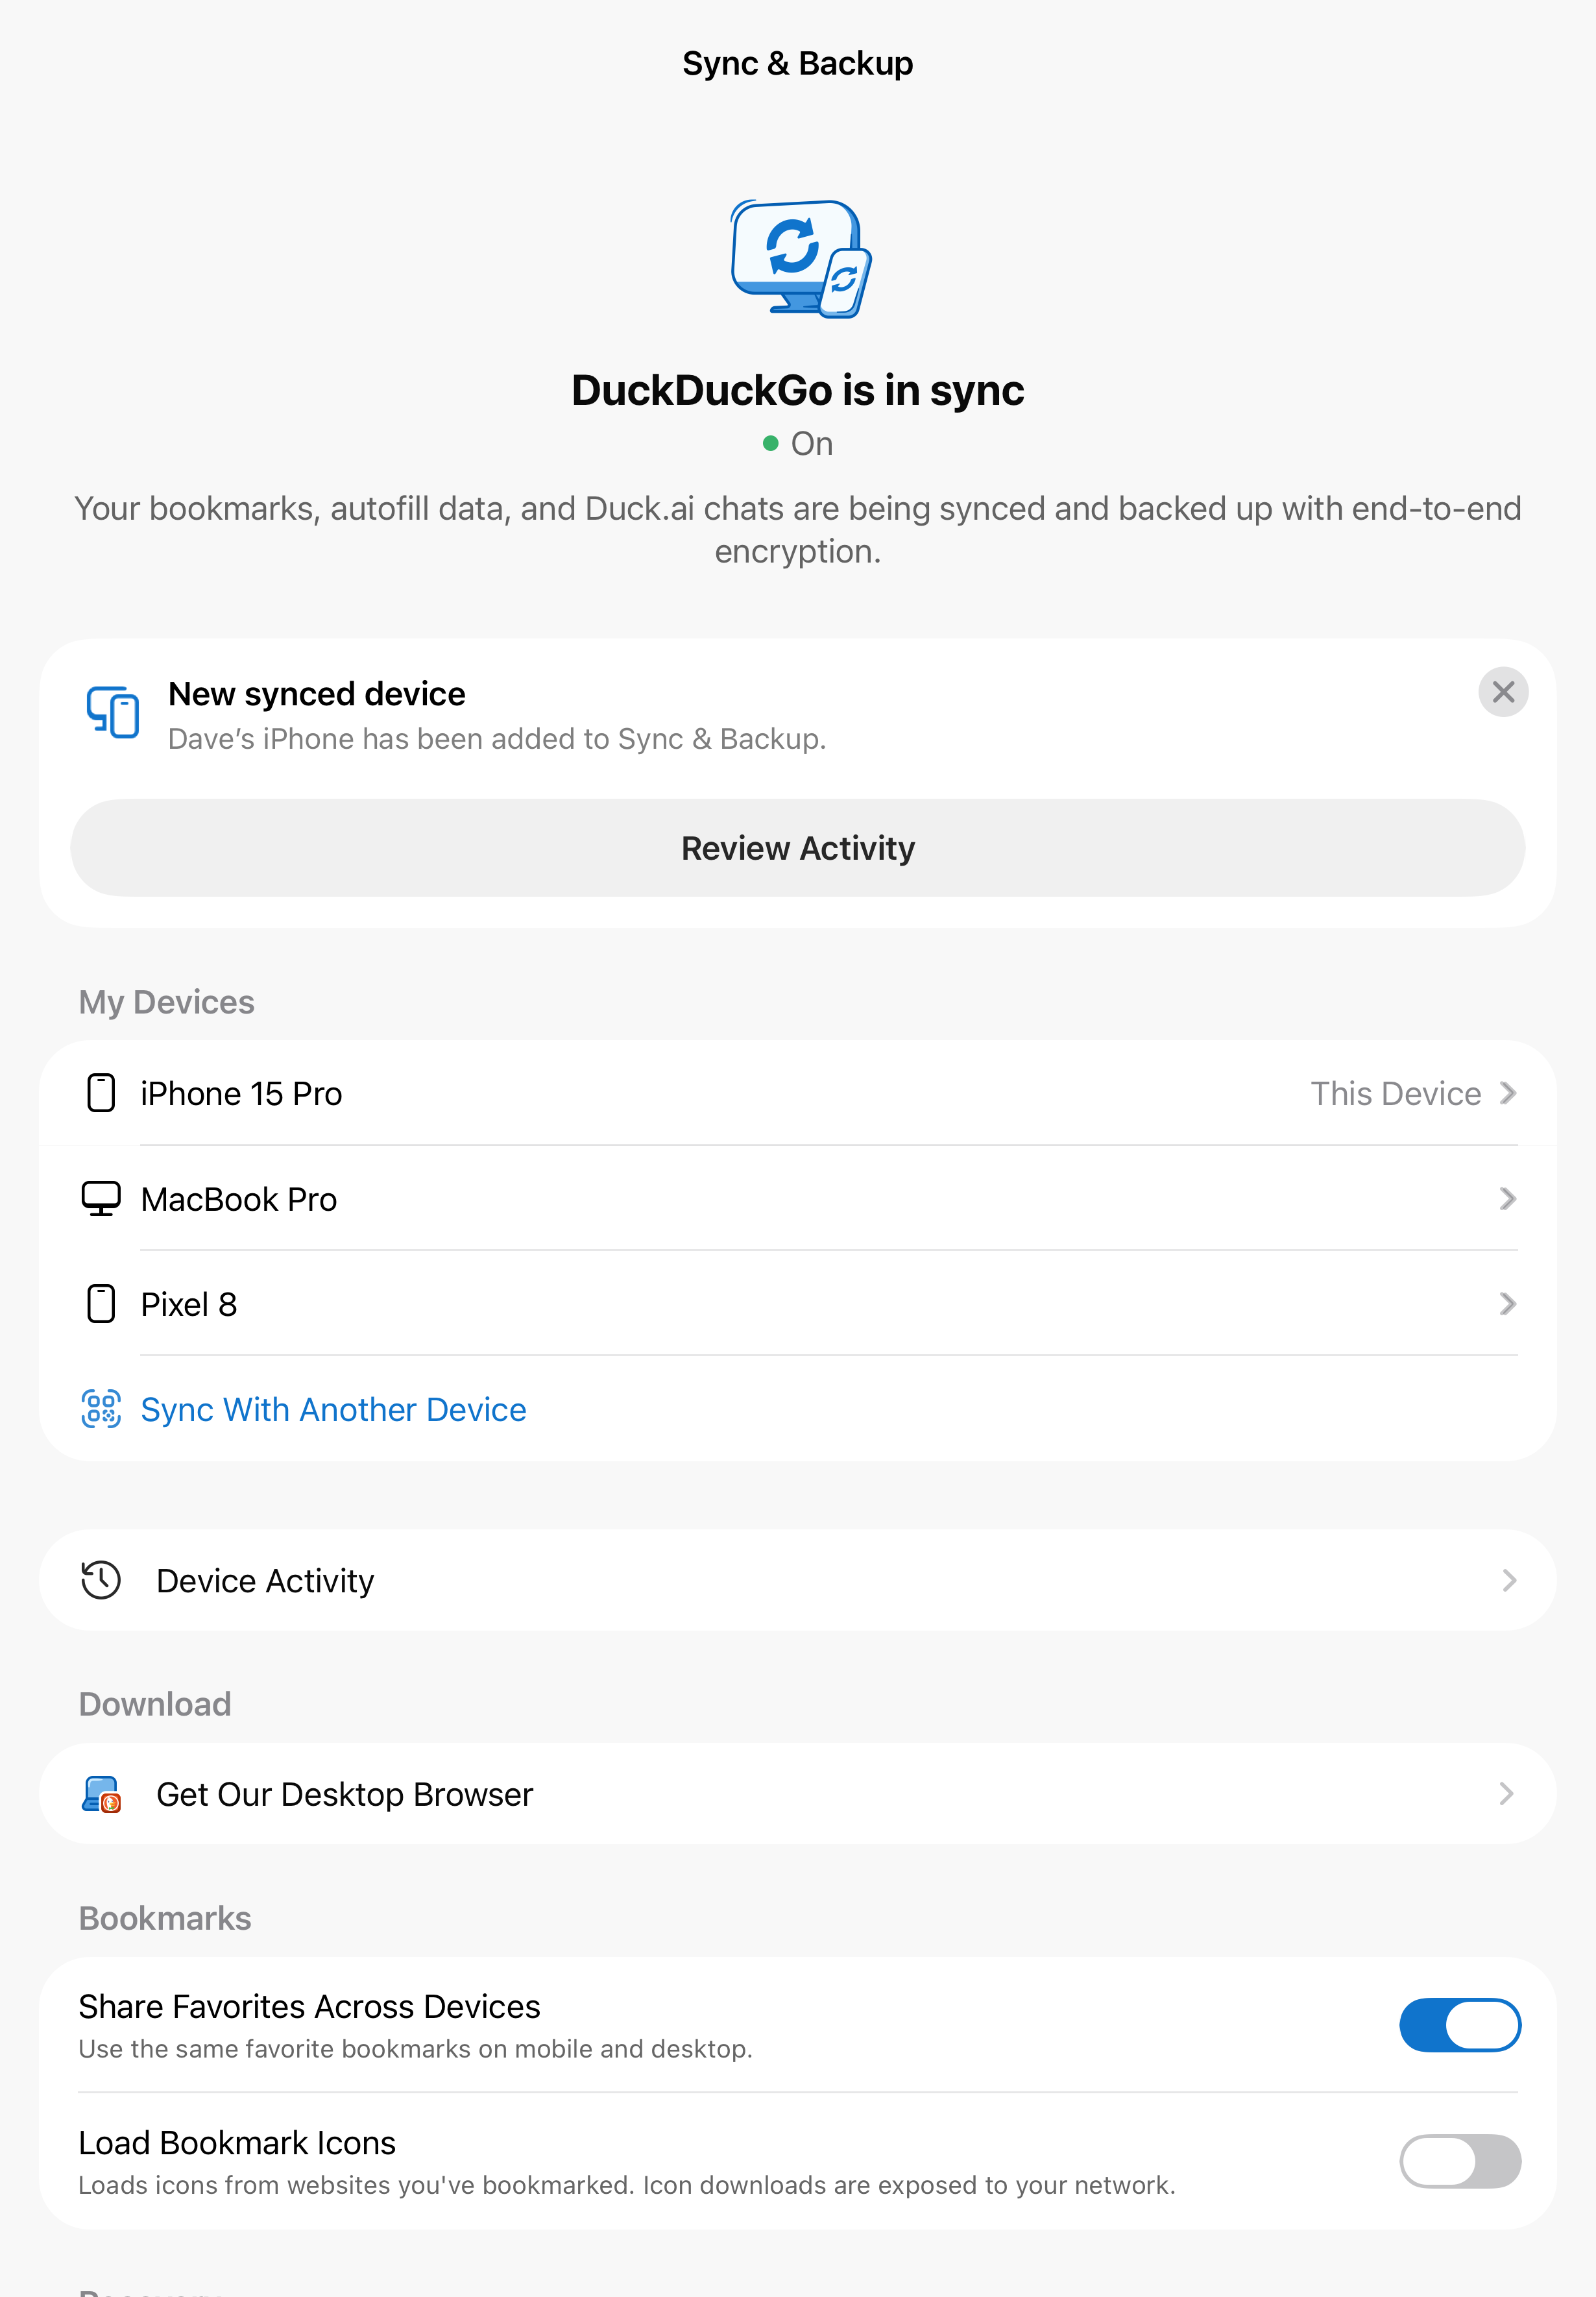 Sync & Backup
DuckDuckGo is in sync
On
Your bookmarks, autofill data, and Duck.ai chats are being synced and backed up with end-to-end
encryption.
New synced device
Dave’s iPhone has been added to Sync & Backup.
Review Activity
My Devices
iPhone 15 Pro This Device
MacBook Pro
Pixel 8
Sync With Another Device
Device Activity
Download
Get Our Desktop Browser
Bookmarks
Share Favorites Across Devices
Use the same favorite bookmarks on mobile and desktop.
Load Bookmark Icons
Loads icons from websites you've bookmarked. Icon downloads are exposed to your network.